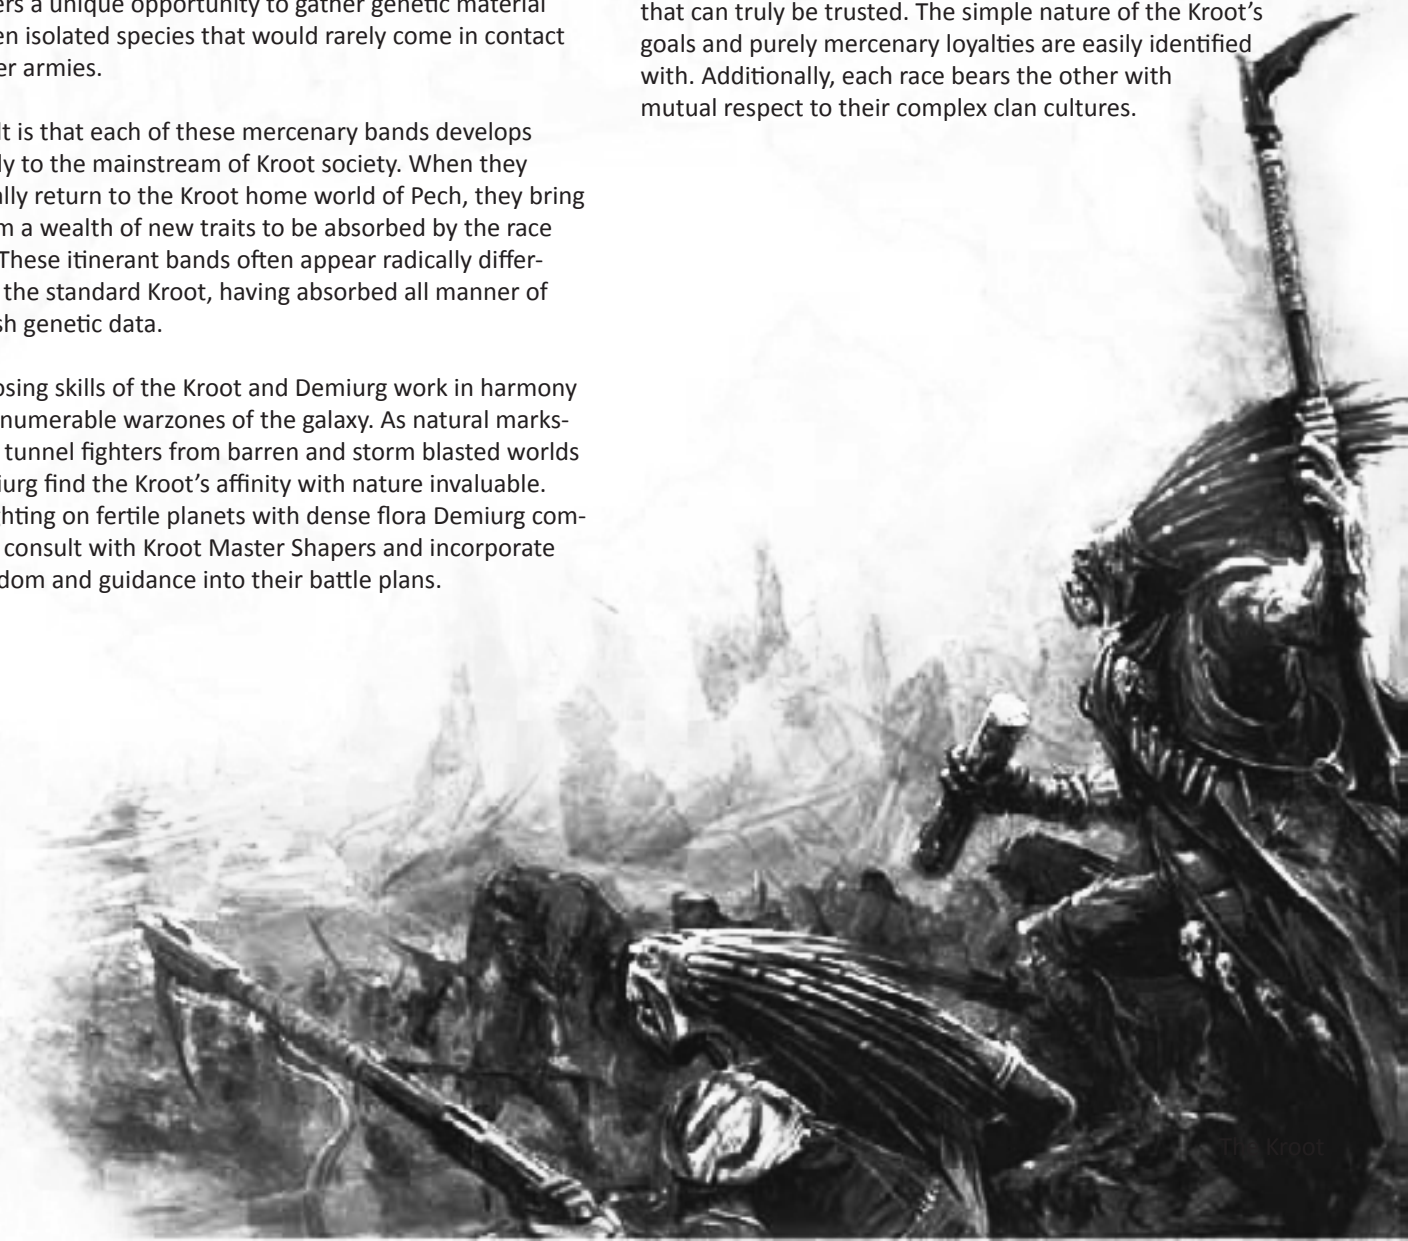 ers a unique opportunity to gather genetic material
en isolated species that would rarely come in contact
er armies.
lt is that each of these mercenary bands develops
ly to the mainstream of Kroot society. When they
ally return to the Kroot home world of Pech, they bring
m a wealth of new traits to be absorbed by the race
These itinerant bands often appear radically differ-
the standard Kroot, having absorbed all manner of
sh genetic data.
osing skills of the Kroot and Demiurg work in harmony
numerable warzones of the galaxy. As natural marks-
tunnel fighters from barren and storm blasted worlds
iurg find the Kroot’s affinity with nature invaluable.
hting on fertile planets with dense flora Demiurg com-
consult with Kroot Master Shapers and incorporate
dom and guidance into their battle plans.
that can truly be trusted. The simple nature of the Kroot’s
goals and purely mercenary loyalties are easily identified
with. Additionally, each race bears the other with
mutual respect to their complex clan cultures.
The Kroot